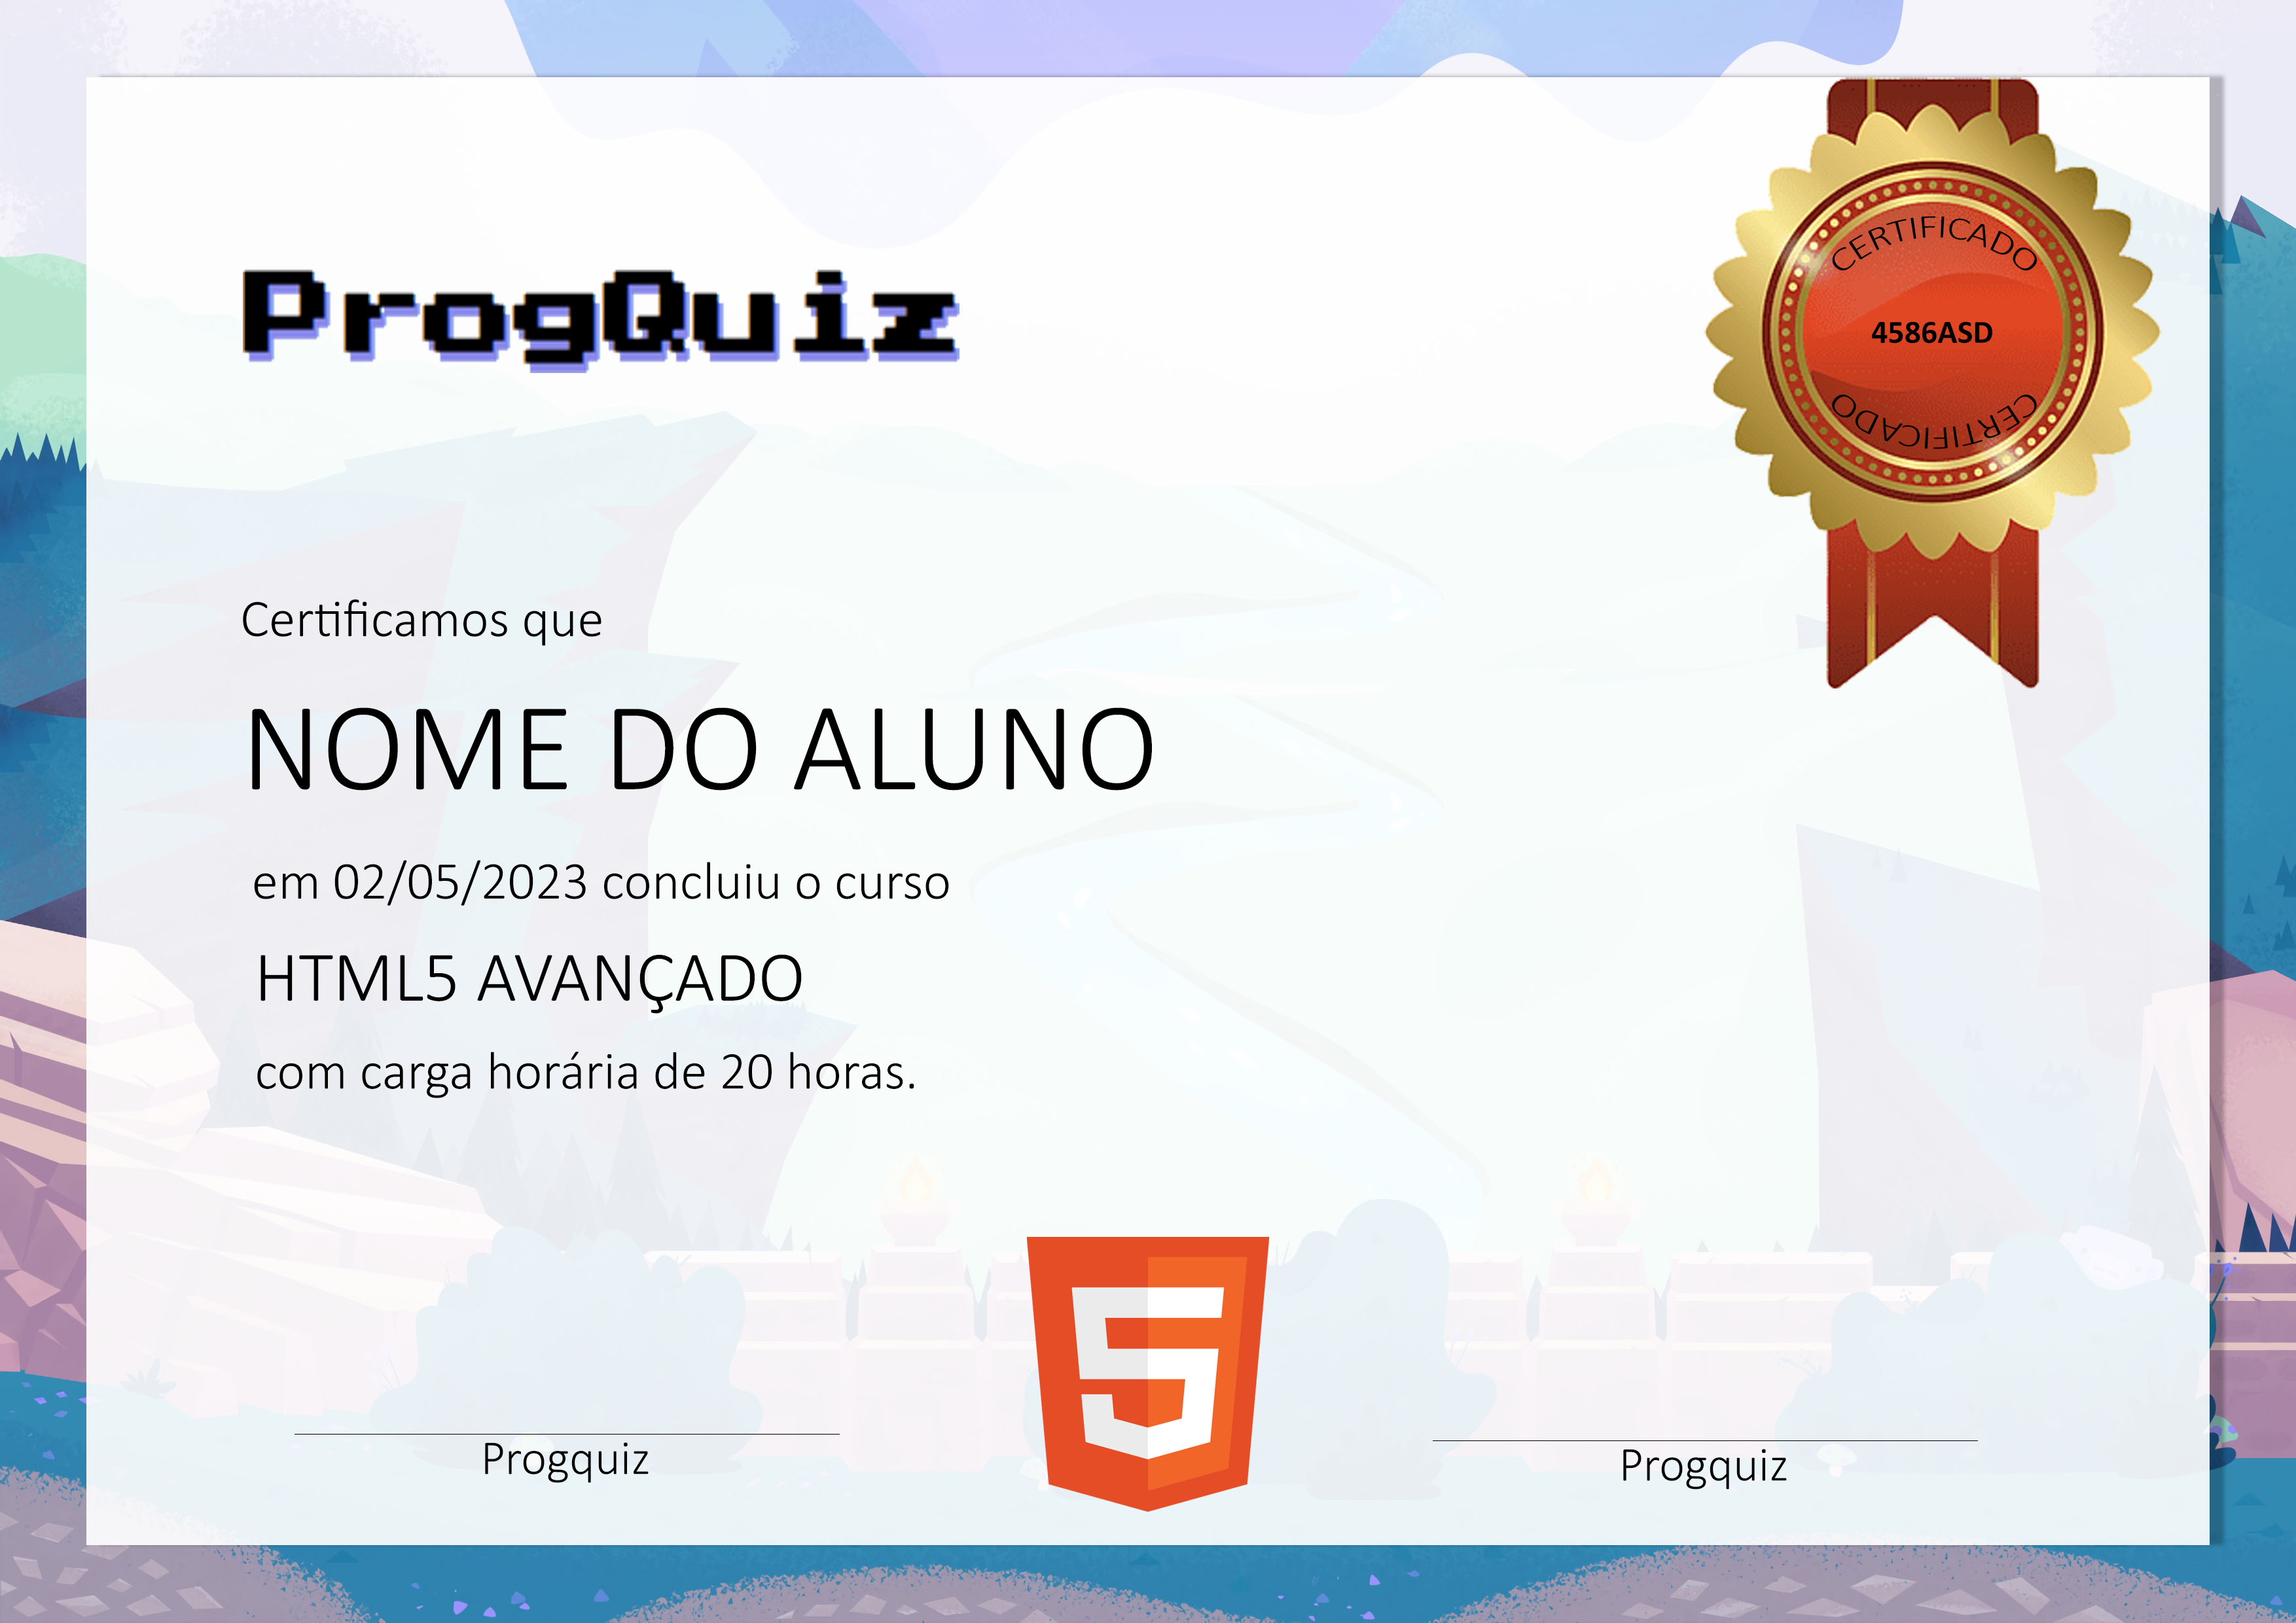 ProgQuiz
CERTIFICADO
4586ASD
CERTIFICADO
Certificamos que
NOME DO ALUNO
em 02/05/2023 concluiu o curso
HTML5 AVANÇADO
com carga horária de 20 horas.
5
Progquiz
Progquiz